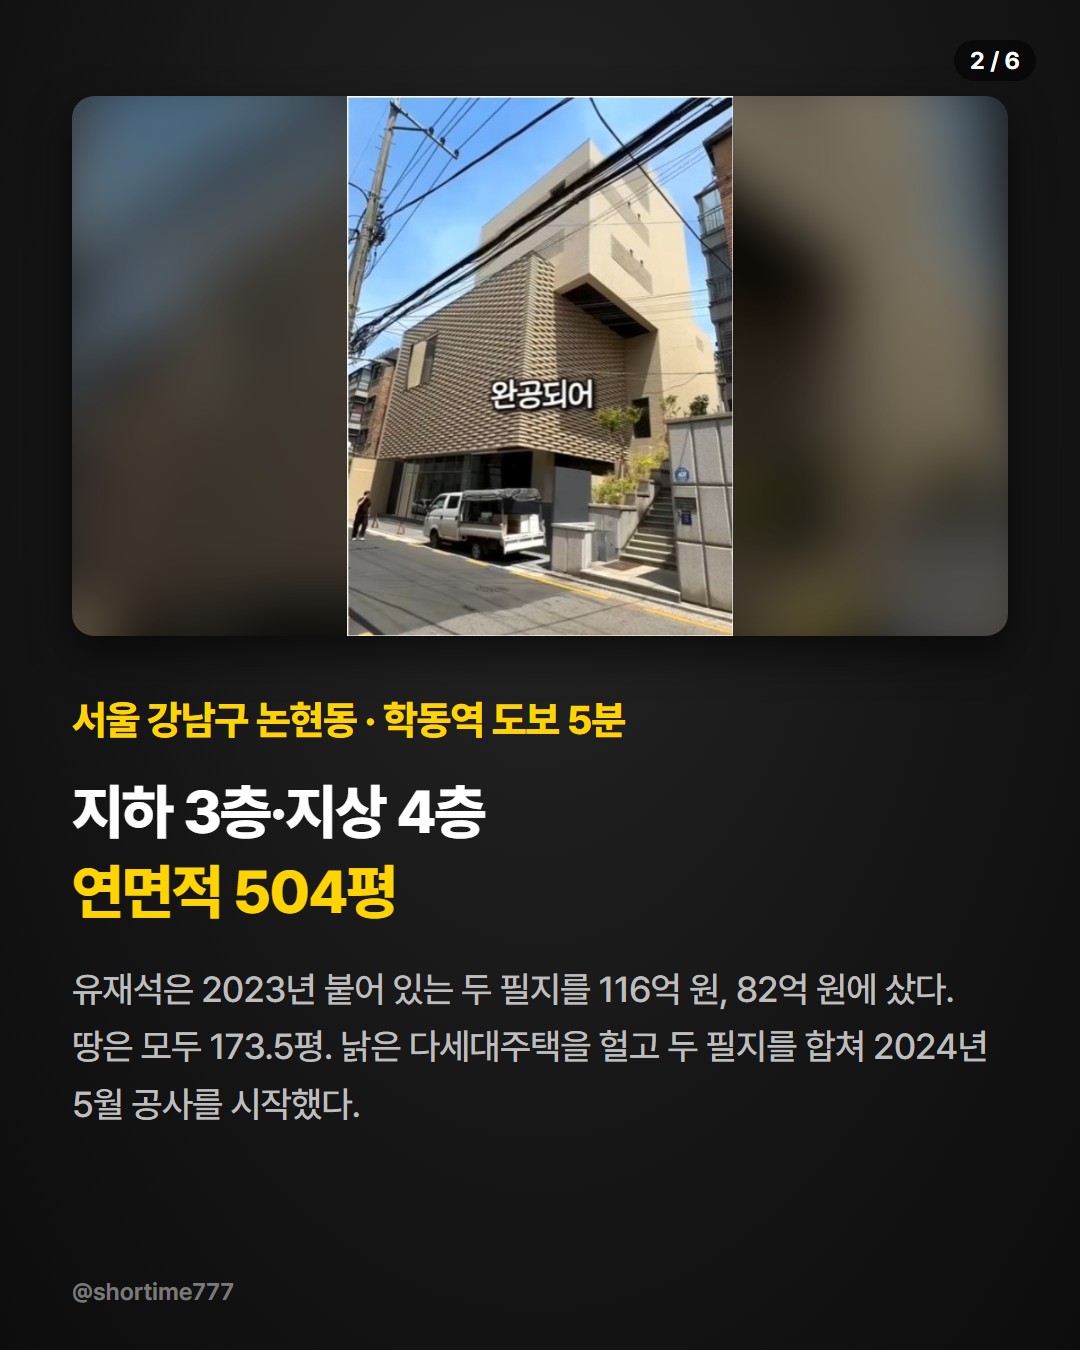 2 / 6
완공되어
서울 강남구 논현동 · 학동역 도보 5분
지하 3층·지상 4층
연면적 504평
유재석은 2023년 붙어 있는 두 필지를 116억 원, 82억 원에 샀다.
땅은 모두 173.5평. 낡은 다세대주택을 헐고 두 필지를 합쳐 2024년
5월 공사를 시작했다.
@shortime777